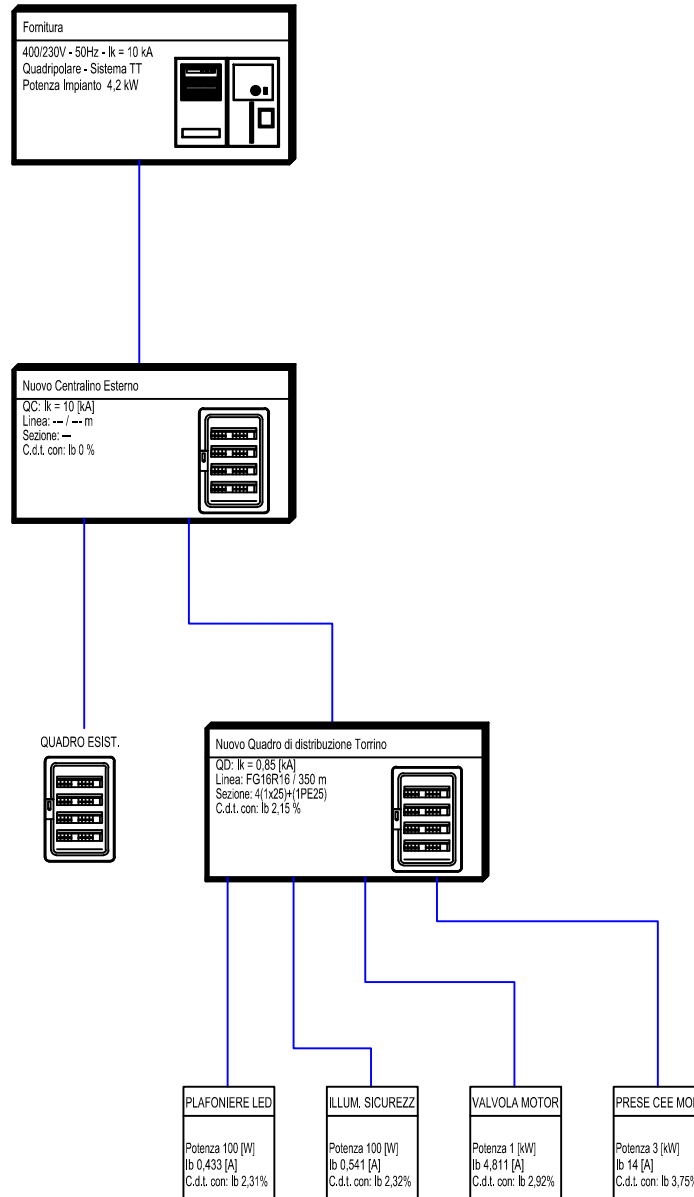 Fornitura
400/230V - 50Hz - Ik = 10 kA
Quadripolare - Sistema TT
Potenza Impianto 4,2 kW
Nuovo Centralino Esterno
QC: Ik = 10 [kA]
Linea: --- / --- m
Sezione: ---
C.d.t. con: Ib 0 %
QUADRO ESIST.
Nuovo Quadro di distribuzione Torrino
QD: Ik = 0,85 [kA]
Linea: FG16R16 / 350 m
Sezione: 4(1x25)+(1PE25)
C.d.t. con: Ib 2,15 %
PLAFONIERE LED
Potenza 100 [W]
Ib 0,433 [A]
C.d.t. con: Ib 2,31%
ILLUM. SICUREZZ
Potenza 100 [W]
Ib 0,541 [A]
C.d.t. con: Ib 2,32%
VALVOLA MOTOR
Potenza 1 [kW]
Ib 4,811 [A]
C.d.t. con: Ib 2,92%
PRESE CEE MO
Potenza 3 [kW]
Ib 14 [A]
C.d.t. con: Ib 3,75%